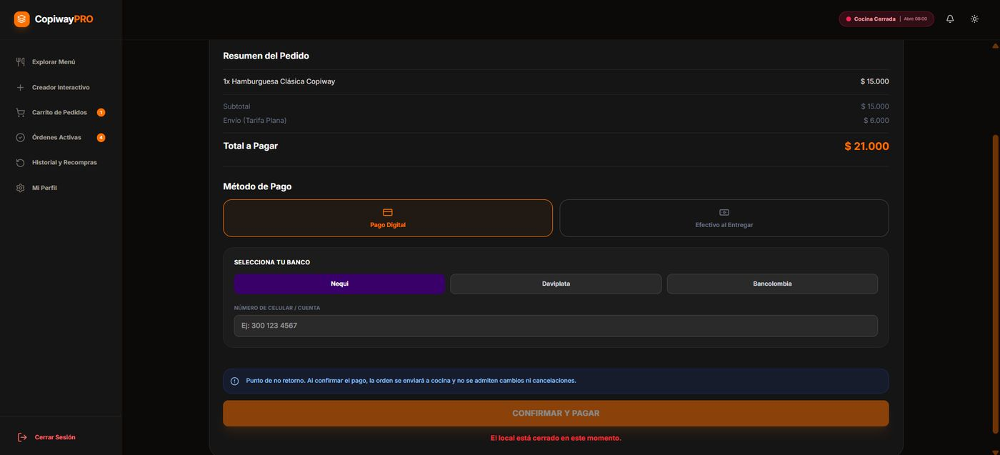 CopiwayPRO
Cocina Cerrada | Abre 08:00
Explorar Menú
Creador Interactivo
Carrito de Pedidos 1
Órdenes Activas 4
Historial y Recompras
Mi Perfil
Cerrar Sesión
Resumen del Pedido
1x Hamburguesa Clásica Copiway $ 15.000
Subtotal $ 15.000
Envío (Tarifa Plana) $ 6.000
Total a Pagar $ 21.000
Método de Pago
Pago Digital
Efectivo al Entregar
SELECCIONA TU BANCO
Nequi
Daviplata
Bancolombia
NÚMERO DE CELULAR / CUENTA
Ej: 300 123 4567
Punto de no retorno. Al confirmar el pago, la orden se enviará a cocina y no se admiten cambios ni cancelaciones.
CONFIRMAR Y PAGAR
El local está cerrado en este momento.